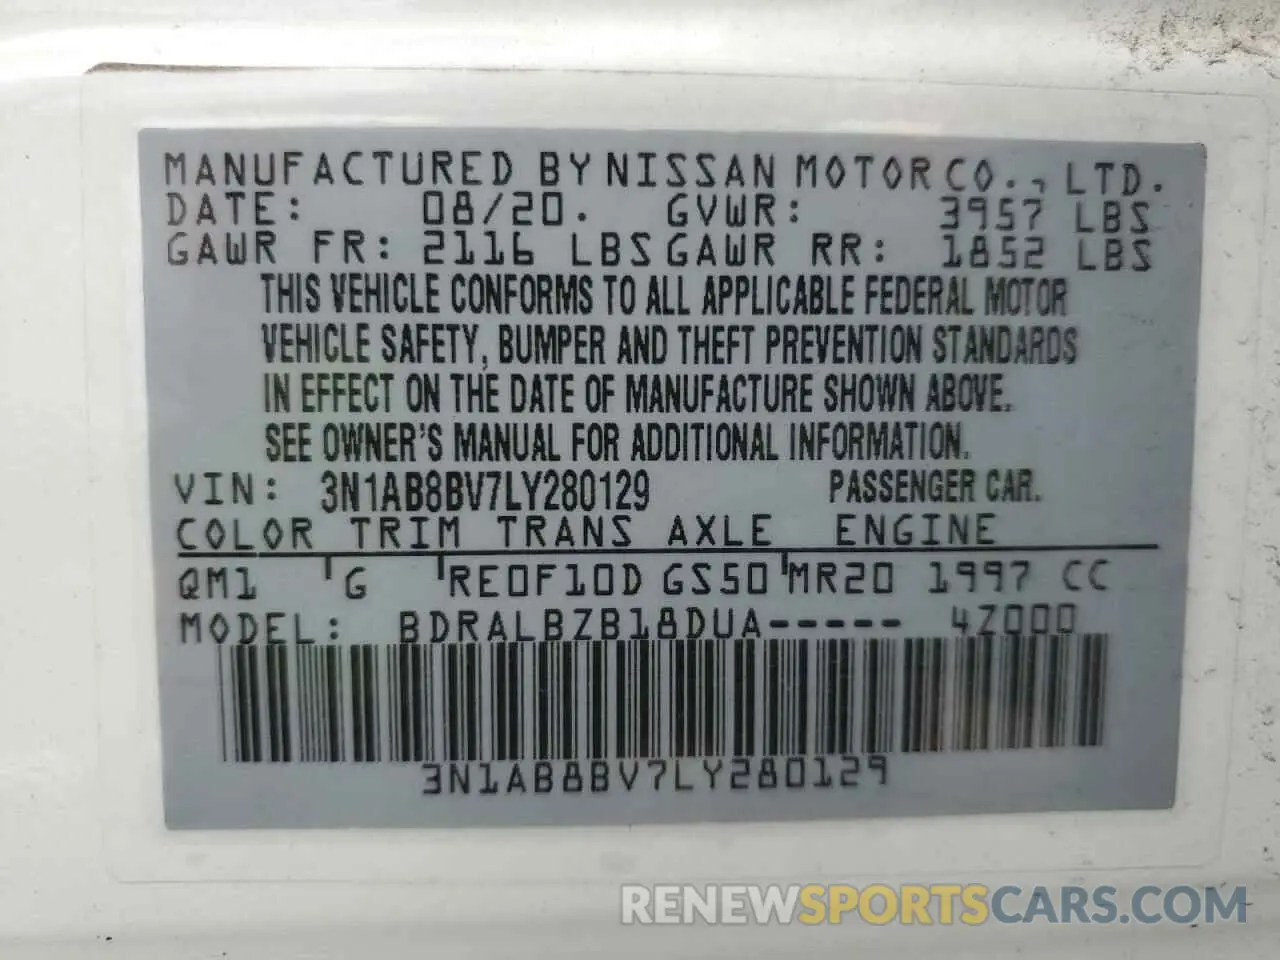 MANUFACTURED BY NISSAN MOTOR CO., LTD.
DATE: 08/20. GVWR: 3957 LBS
GAWR FR: 2116 LBS GAWR RR: 1852 LBS
THIS VEHICLE CONFORMS TO ALL APPLICABLE FEDERAL MOTOR
VEHICLE SAFETY, BUMPER AND THEFT PREVENTION STANDARDS
IN EFFECT ON THE DATE OF MANUFACTURE SHOWN ABOVE.
SEE OWNER'S MANUAL FOR ADDITIONAL INFORMATION.
VIN: 3N1AB8BV7LY280129 PASSENGER CAR.
COLOR TRIM TRANS AXLE ENGINE
QM1 G RE0F10D GS50 MR20 1997 CC
MODEL: BDRALBZB18DUA----- 4Z000
3N1AB8BV7LY280129
RENEWSPORTSCARS.COM